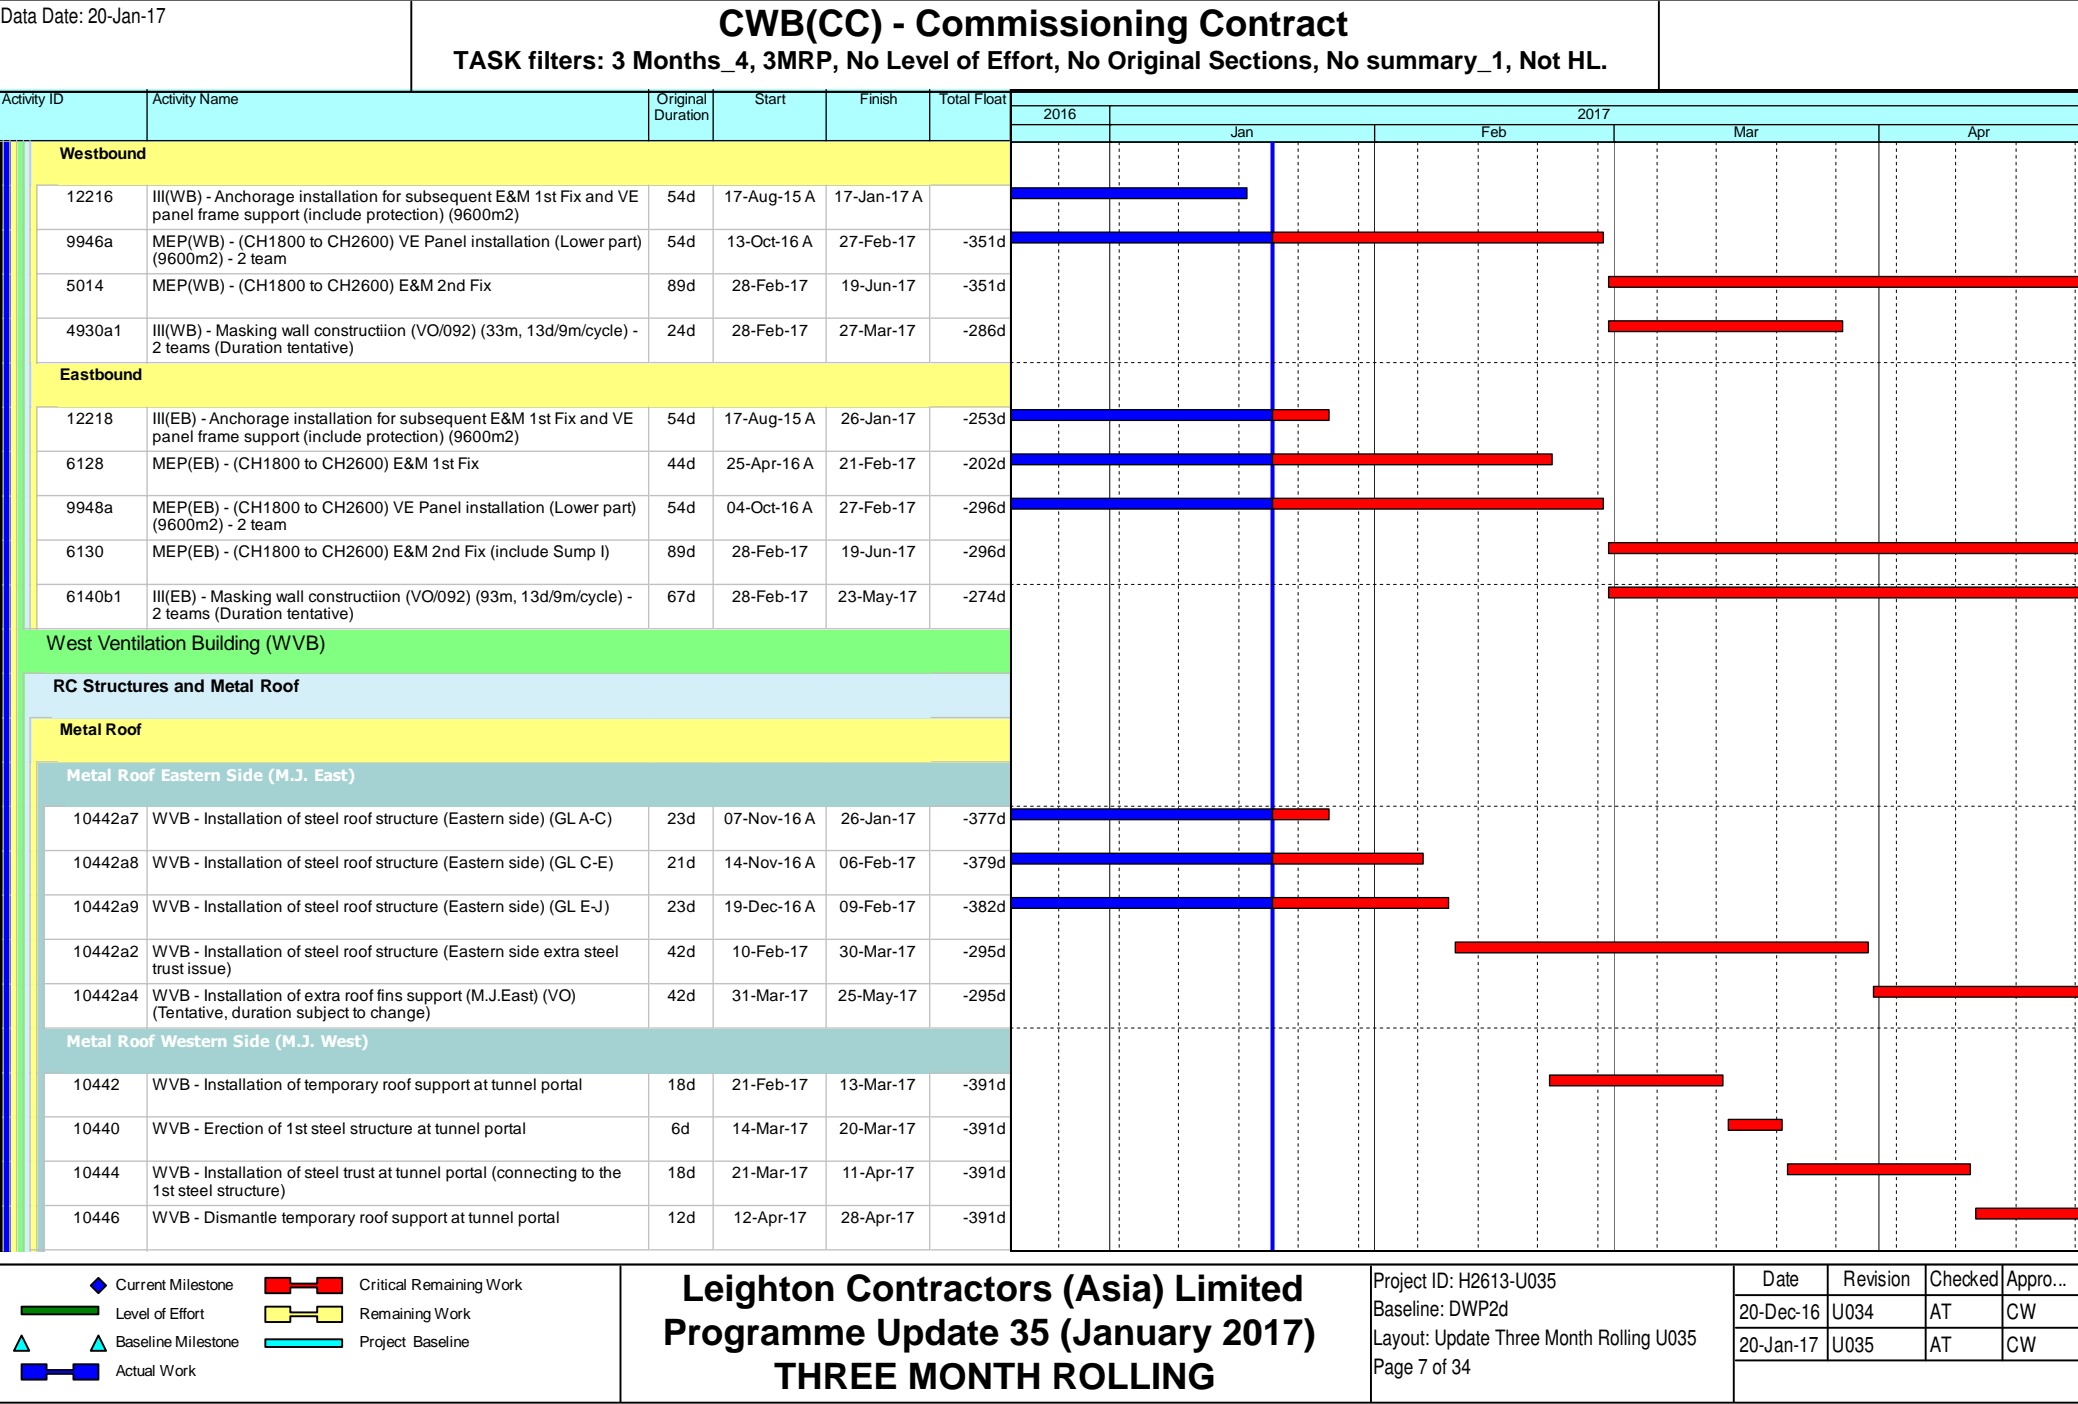 Data Date: 20-Jan-17
CWB(CC) - Commissioning Contract
TASK filters: 3 Months_4, 3MRP, No Level of Effort, No Original Sections, No summary_1, Not HL.
Activity ID Activity Name Original Duration Start Finish Total Float
2016 2017
Jan Feb Mar Apr
Westbound
12216 III(WB) - Anchorage installation for subsequent E&M 1st Fix and VE 54d 17-Aug-15 A 17-Jan-17 A
panel frame support (include protection) (9600m2)
9946a MEP(WB) - (CH1800 to CH2600) VE Panel installation (Lower part) 54d 13-Oct-16 A 27-Feb-17 -351d
(9600m2) - 2 team
5014 MEP(WB) - (CH1800 to CH2600) E&M 2nd Fix 89d 28-Feb-17 19-Jun-17 -351d
4930a1 III(WB) - Masking wall constructiion (VO/092) (33m, 13d/9m/cycle) - 24d 28-Feb-17 27-Mar-17 -286d
2 teams (Duration tentative)
Eastbound
12218 III(EB) - Anchorage installation for subsequent E&M 1st Fix and VE 54d 17-Aug-15 A 26-Jan-17 -253d
panel frame support (include protection) (9600m2)
6128 MEP(EB) - (CH1800 to CH2600) E&M 1st Fix 44d 25-Apr-16 A 21-Feb-17 -202d
9948a MEP(EB) - (CH1800 to CH2600) VE Panel installation (Lower part) 54d 04-Oct-16 A 27-Feb-17 -296d
(9600m2) - 2 team
6130 MEP(EB) - (CH1800 to CH2600) E&M 2nd Fix (include Sump I) 89d 28-Feb-17 19-Jun-17 -296d
6140b1 III(EB) - Masking wall constructiion (VO/092) (93m, 13d/9m/cycle) - 67d 28-Feb-17 23-May-17 -274d
2 teams (Duration tentative)
West Ventilation Building (WVB)
RC Structures and Metal Roof
Metal Roof
Metal Roof Eastern Side (M.J. East)
10442a7 WVB - Installation of steel roof structure (Eastern side) (GL A-C) 23d 07-Nov-16 A 26-Jan-17 -377d
10442a8 WVB - Installation of steel roof structure (Eastern side) (GL C-E) 21d 14-Nov-16 A 06-Feb-17 -379d
10442a9 WVB - Installation of steel roof structure (Eastern side) (GL E-J) 23d 19-Dec-16 A 09-Feb-17 -382d
10442a2 WVB - Installation of steel roof structure (Eastern side extra steel 42d 10-Feb-17 30-Mar-17 -295d
trust issue)
10442a4 WVB - Installation of extra roof fins support (M.J.East) (VO) 42d 31-Mar-17 25-May-17 -295d
(Tentative, duration subject to change)
Metal Roof Western Side (M.J. West)
10442 WVB - Installation of temporary roof support at tunnel portal 18d 21-Feb-17 13-Mar-17 -391d
10440 WVB - Erection of 1st steel structure at tunnel portal 6d 14-Mar-17 20-Mar-17 -391d
10444 WVB - Installation of steel trust at tunnel portal (connecting to the 18d 21-Mar-17 11-Apr-17 -391d
1st steel structure)
10446 WVB - Dismantle temporary roof support at tunnel portal 12d 12-Apr-17 28-Apr-17 -391d
Current Milestone Critical Remaining Work
Level of Effort Remaining Work
Baseline Milestone Project Baseline
Actual Work
Leighton Contractors (Asia) Limited
Programme Update 35 (January 2017)
THREE MONTH ROLLING
Project ID: H2613-U035
Baseline: DWP2d
Layout: Update Three Month Rolling U035
Page 7 of 34
Date Revision Checked Appro...
20-Dec-16 U034 AT CW
20-Jan-17 U035 AT CW